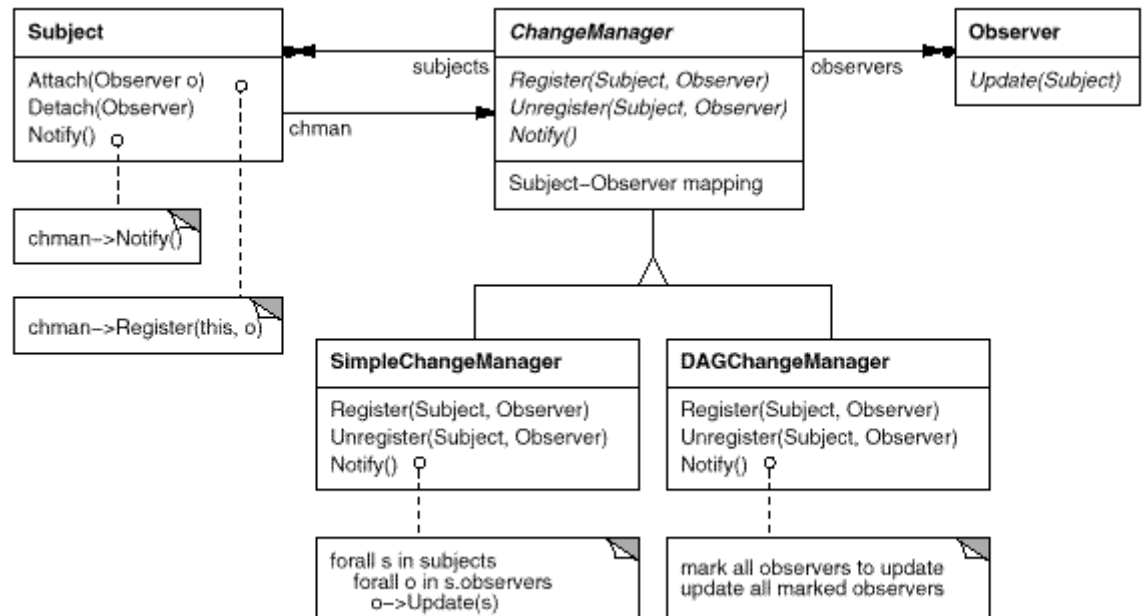 Subject
Attach(Observer o)
Detach(Observer)
Notify()
chman->Notify()
chman->Register(this, o)
subjects
chman
ChangeManager
Register(Subject, Observer)
Unregister(Subject, Observer)
Notify()
Subject-Observer mapping
observers
Observer
Update(Subject)
SimpleChangeManager
Register(Subject, Observer)
Unregister(Subject, Observer)
Notify()
forall s in subjects
forall o in s.observers
o->Update(s)
DAGChangeManager
Register(Subject, Observer)
Unregister(Subject, Observer)
Notify()
mark all observers to update
update all marked observers